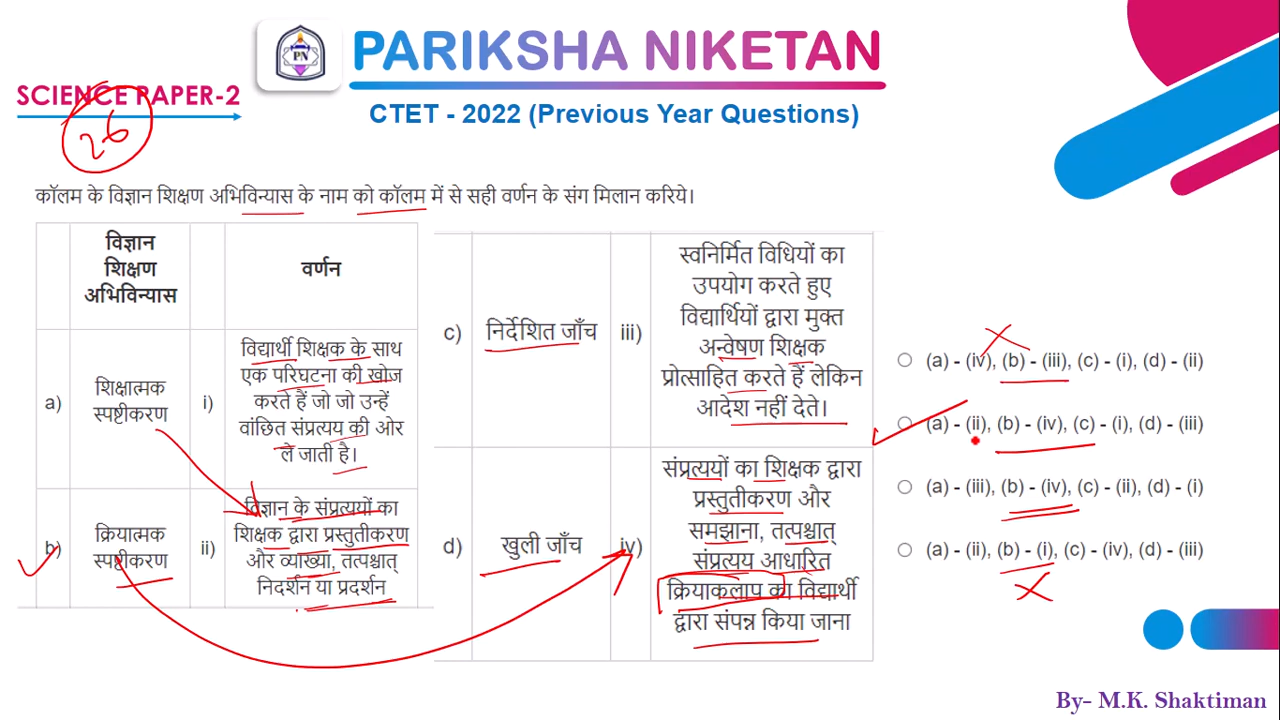 PN
PARIKSHA NIKETAN
SCIENCE PAPER-2
26
CTET - 2022 (Previous Year Questions)
कॉलम के विज्ञान शिक्षण अभिविन्यास के नाम को कॉलम में से सही वर्णन के संग मिलान करिये।
विज्ञान
शिक्षण
अभिविन्यास
वर्णन
a)
शिक्षात्मक
स्पष्टीकरण
i)
विद्यार्थी शिक्षक के साथ
एक परिघटना की खोज
करते हैं जो जो उन्हें
वांछित संप्रत्यय की ओर
ले जाती है।
b)
क्रियात्मक
स्पष्टीकरण
ii)
विज्ञान के संप्रत्ययों का
शिक्षक द्वारा प्रस्तुतीकरण
और व्याख्या, तत्पश्चात्
निदर्शन या प्रदर्शन
c)
निर्देशित जाँच
iii)
स्वनिर्मित विधियों का
उपयोग करते हुए
विद्यार्थियों द्वारा मुक्त
अन्वेषण शिक्षक
प्रोत्साहित करते हैं लेकिन
आदेश नहीं देते।
d)
खुली जाँच
iv)
संप्रत्ययों का शिक्षक द्वारा
प्रस्तुतीकरण और
समझाना, तत्पश्चात्
संप्रत्यय आधारित
क्रियाकलाप का विद्यार्थी
द्वारा संपन्न किया जाना
(a) - (iv), (b) - (iii), (c) - (i), (d) - (ii)
(a) - (ii), (b) - (iv), (c) - (i), (d) - (iii)
(a) - (iii), (b) - (iv), (c) - (ii), (d) - (i)
(a) - (ii), (b) - (i), (c) - (iv), (d) - (iii)
By- M.K. Shaktiman